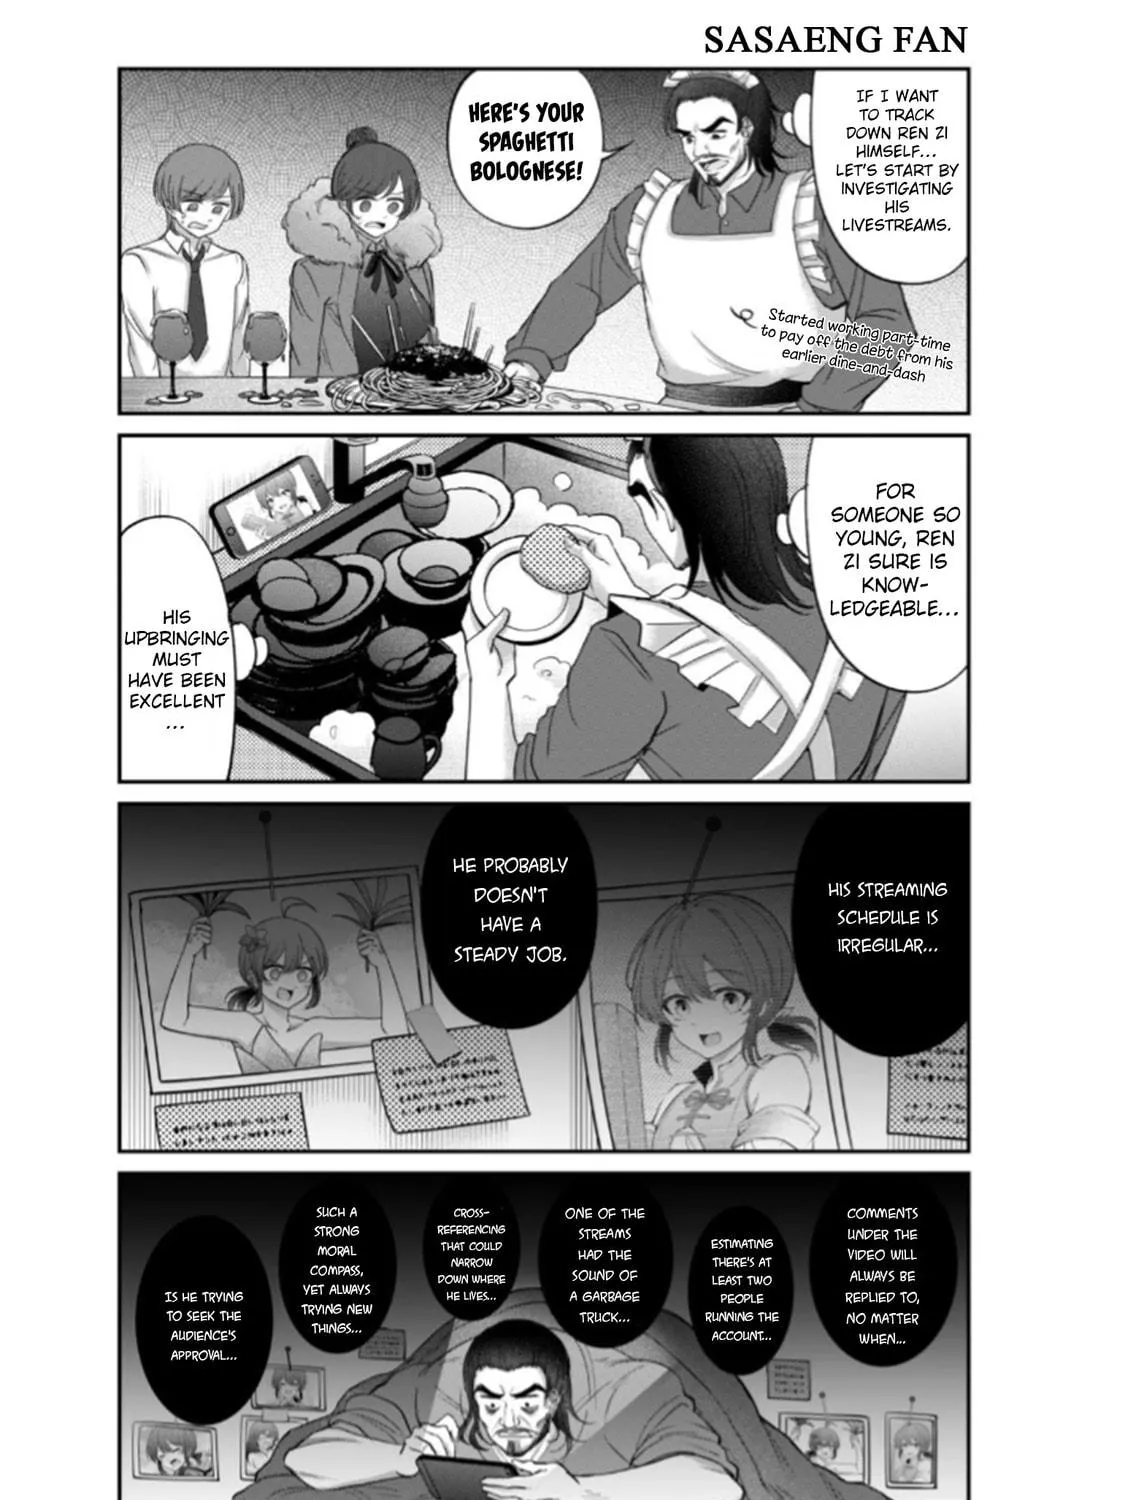 SASAENG FAN
IF I WANT
TO TRACK
DOWN REN ZI
HIMSELF...
LET'S START BY
INVESTIGATING
HIS
LIVESTREAMS.
HERE'S YOUR
SPAGHETTI
BOLOGNESE!
Started working part-time
to pay off the debt from his
earlier dine-and-dash
FOR
SOMEONE SO
YOUNG, REN
ZI SURE IS
KNOW-
LEDGEABLE...
HIS
UPBRINGING
MUST
HAVE BEEN
EXCELLENT
...
HIS STREAMING
SCHEDULE IS
IRREGULAR...
HE PROBABLY
DOESN'T
HAVE A
STEADY JOB.
COMMENTS
UNDER THE
VIDEO WILL
ALWAYS BE
REPLIED TO,
NO MATTER
WHEN...
ESTIMATING
THERE'S AT
LEAST TWO
PEOPLE
RUNNING THE
ACCOUNT...
ONE OF THE
STREAMS
HAD THE
SOUND OF
A GARBAGE
TRUCK...
CROSS-
REFERENCING
THAT COULD
NARROW
DOWN WHERE
HE LIVES...
SUCH A
STRONG
MORAL
COMPASS,
YET ALWAYS
TRYING NEW
THINGS...
IS HE TRYING
TO SEEK THE
AUDIENCE'S
APPROVAL...